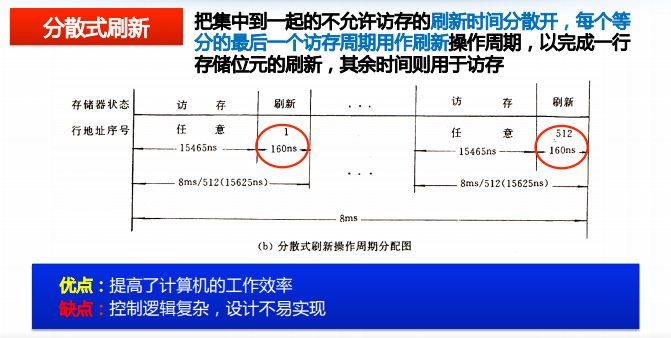 分散式刷新
把集中到一起的不允许访存的刷新时间分散开，每个等
分的最后一个访存周期用作刷新操作周期，以完成一行
存储位元的刷新，其余时间则用于访存
存储器状态 访 存 刷新 ... 访 存 刷新
行地址序号 任 意 1 任 意 512
15465ns 160ns ... 15465ns 160ns
8ms/512(15625ns) 8ms/512(15625ns)
8ms
(b) 分散式刷新操作周期分配图
优点：提高了计算机的工作效率
缺点：控制逻辑复杂，设计不易实现